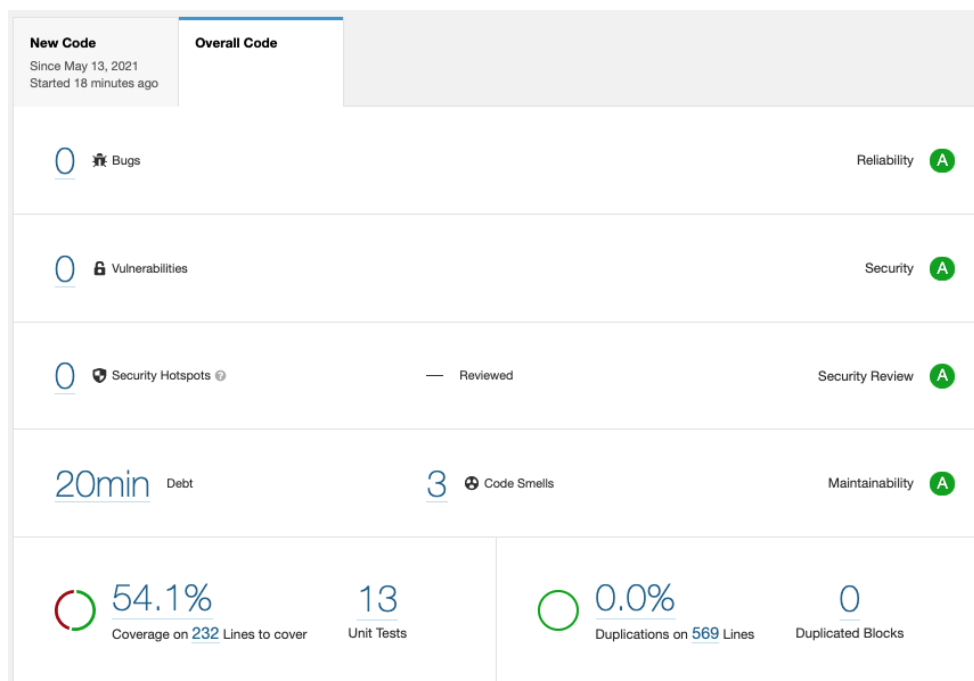 New Code
Since May 13, 2021
Started 18 minutes ago
Overall Code
0 Bugs
Reliability A
0 Vulnerabilities
Security A
0 Security Hotspots ?
— Reviewed
Security Review A
20min Debt
3 Code Smells
Maintainability A
54.1%
Coverage on 232 Lines to cover
13
Unit Tests
0.0%
Duplications on 569 Lines
0
Duplicated Blocks